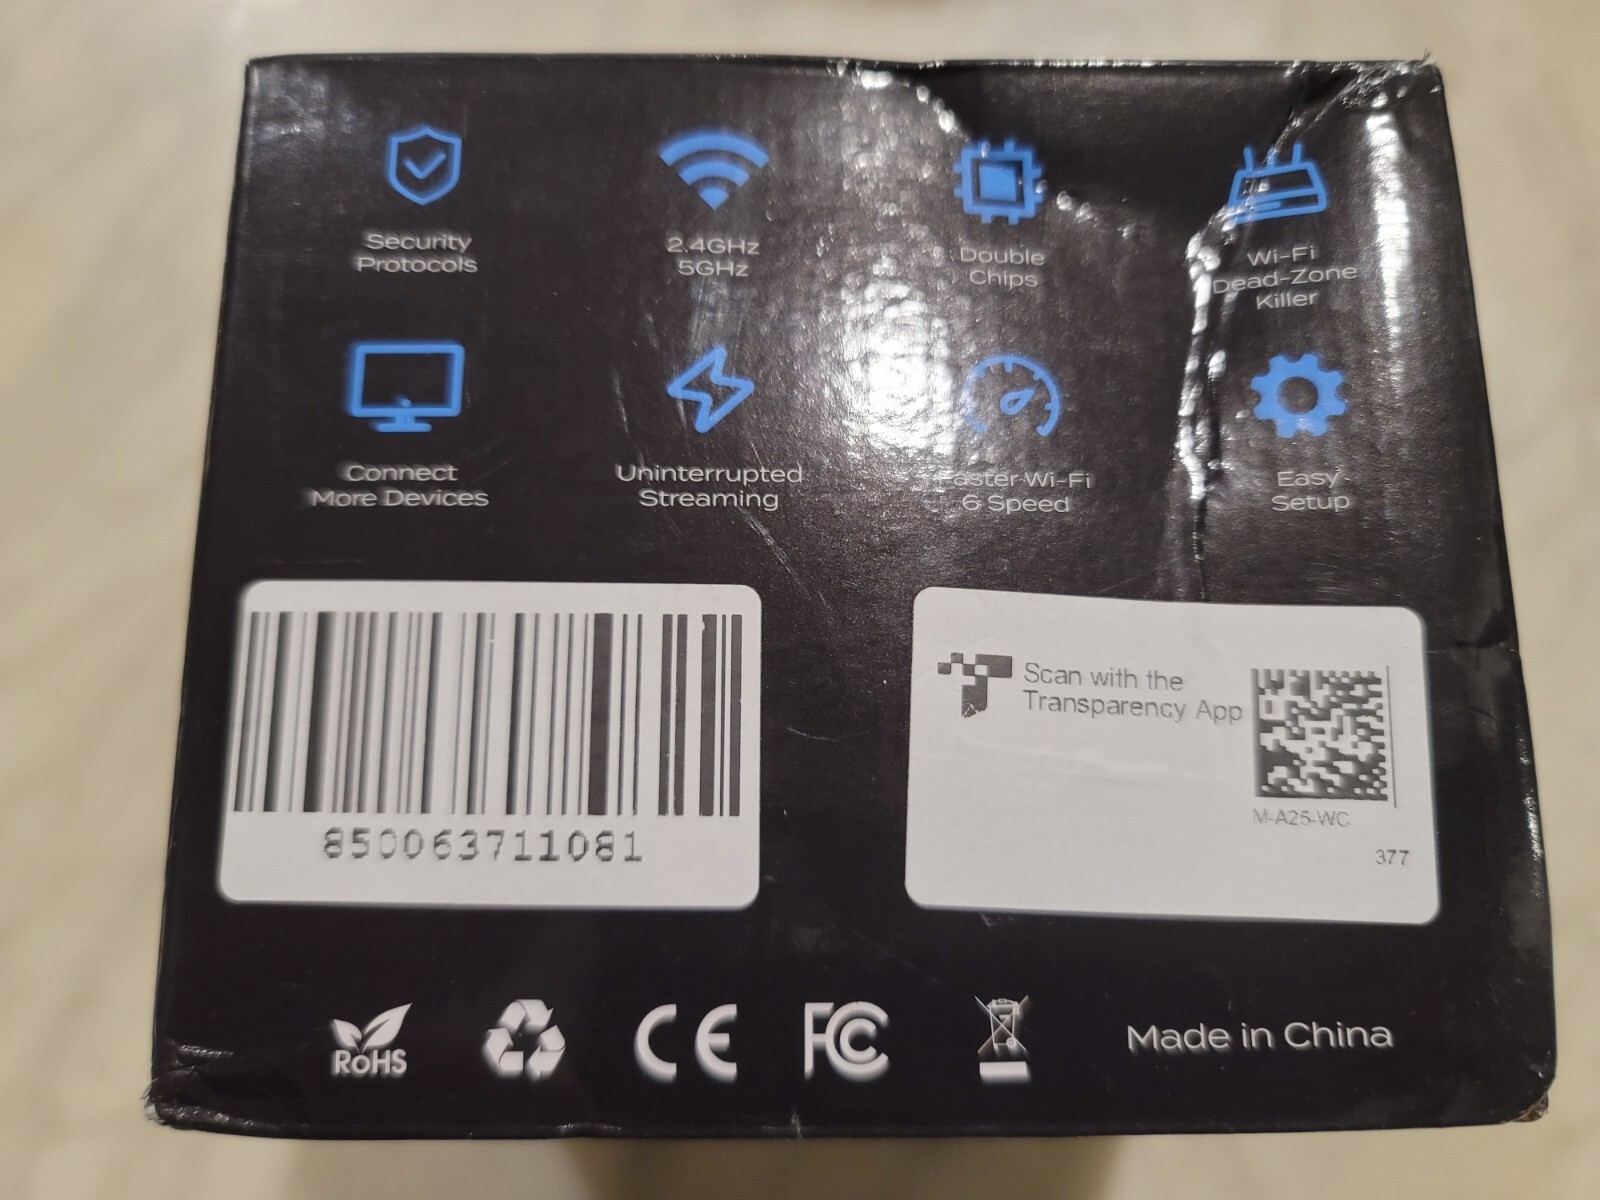 Security
Protocols
2.4GHz
5GHz
Double
Chips
Wi-Fi
Dead-Zone
Killer
Connect
More Devices
Uninterrupted
Streaming
Faster Wi-Fi
6 Speed
Easy
Setup
850063711081
Scan with the
Transparency App
M-A25-WC
377
RoHS
CE
FC
Made in China